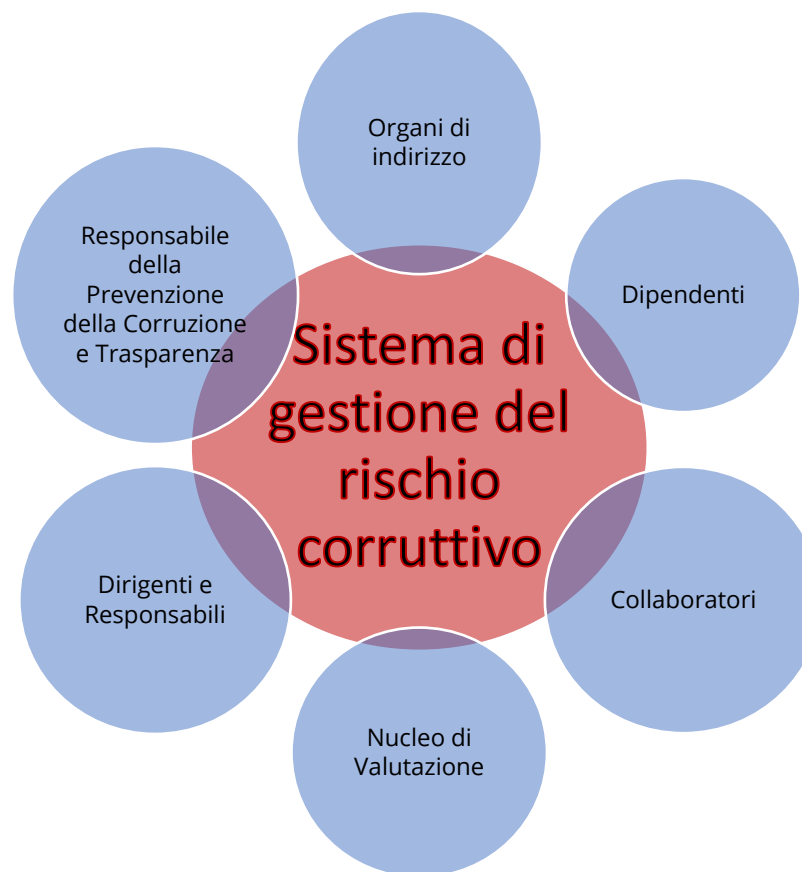 Organi di
indirizzo
Dipendenti
Collaboratori
Nucleo di
Valutazione
Dirigenti e
Responsabili
Responsabile
della
Prevenzione
della Corruzione
e Trasparenza
Sistema di
gestione del
rischio
corruttivo